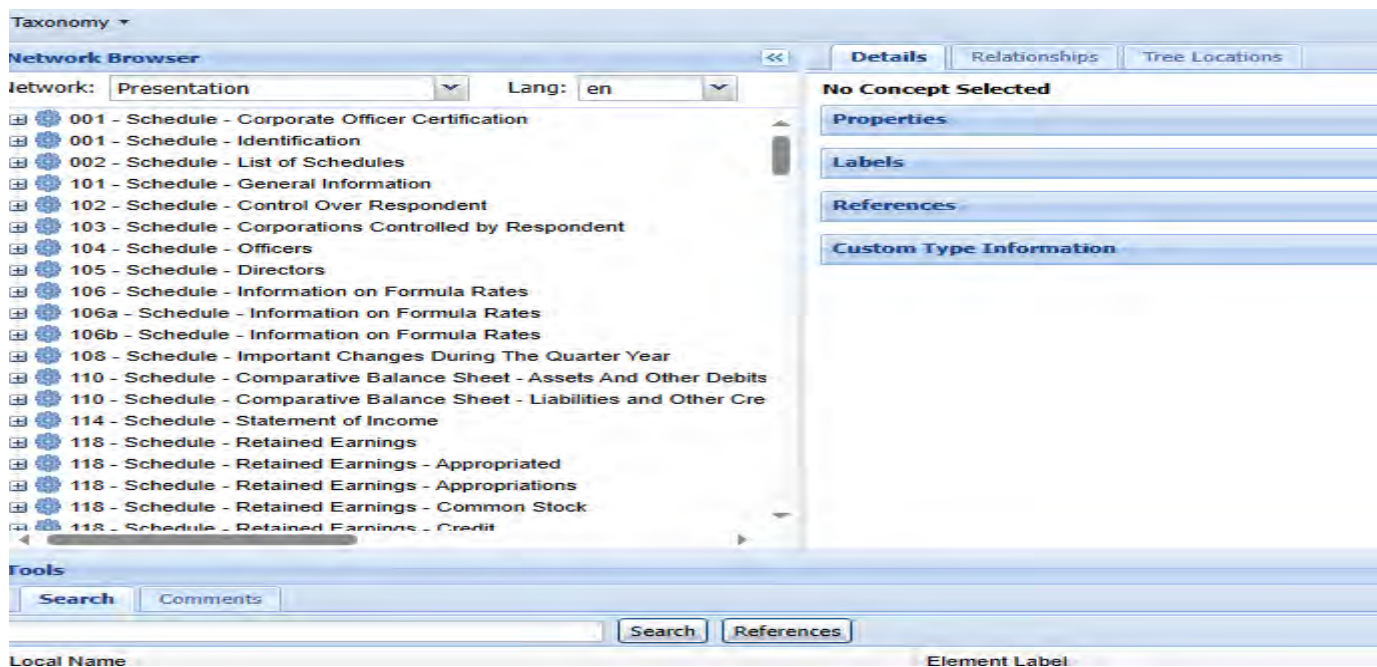 Taxonomy
Network Browser
Network: Presentation Lang: en
001 - Schedule - Corporate Officer Certification
001 - Schedule - Identification
002 - Schedule - List of Schedules
101 - Schedule - General Information
102 - Schedule - Control Over Respondent
103 - Schedule - Corporations Controlled by Respondent
104 - Schedule - Officers
105 - Schedule - Directors
106 - Schedule - Information on Formula Rates
106a - Schedule - Information on Formula Rates
106b - Schedule - Information on Formula Rates
108 - Schedule - Important Changes During The Quarter Year
110 - Schedule - Comparative Balance Sheet - Assets And Other Debits
110 - Schedule - Comparative Balance Sheet - Liabilities and Other Cre
114 - Schedule - Statement of Income
118 - Schedule - Retained Earnings
118 - Schedule - Retained Earnings - Appropriated
118 - Schedule - Retained Earnings - Appropriations
118 - Schedule - Retained Earnings - Common Stock
118 - Schedule - Retained Earnings - Credit
Details Relationships Tree Locations
No Concept Selected
Properties
Labels
References
Custom Type Information
Tools
Search Comments
Search References
Local Name Element Label